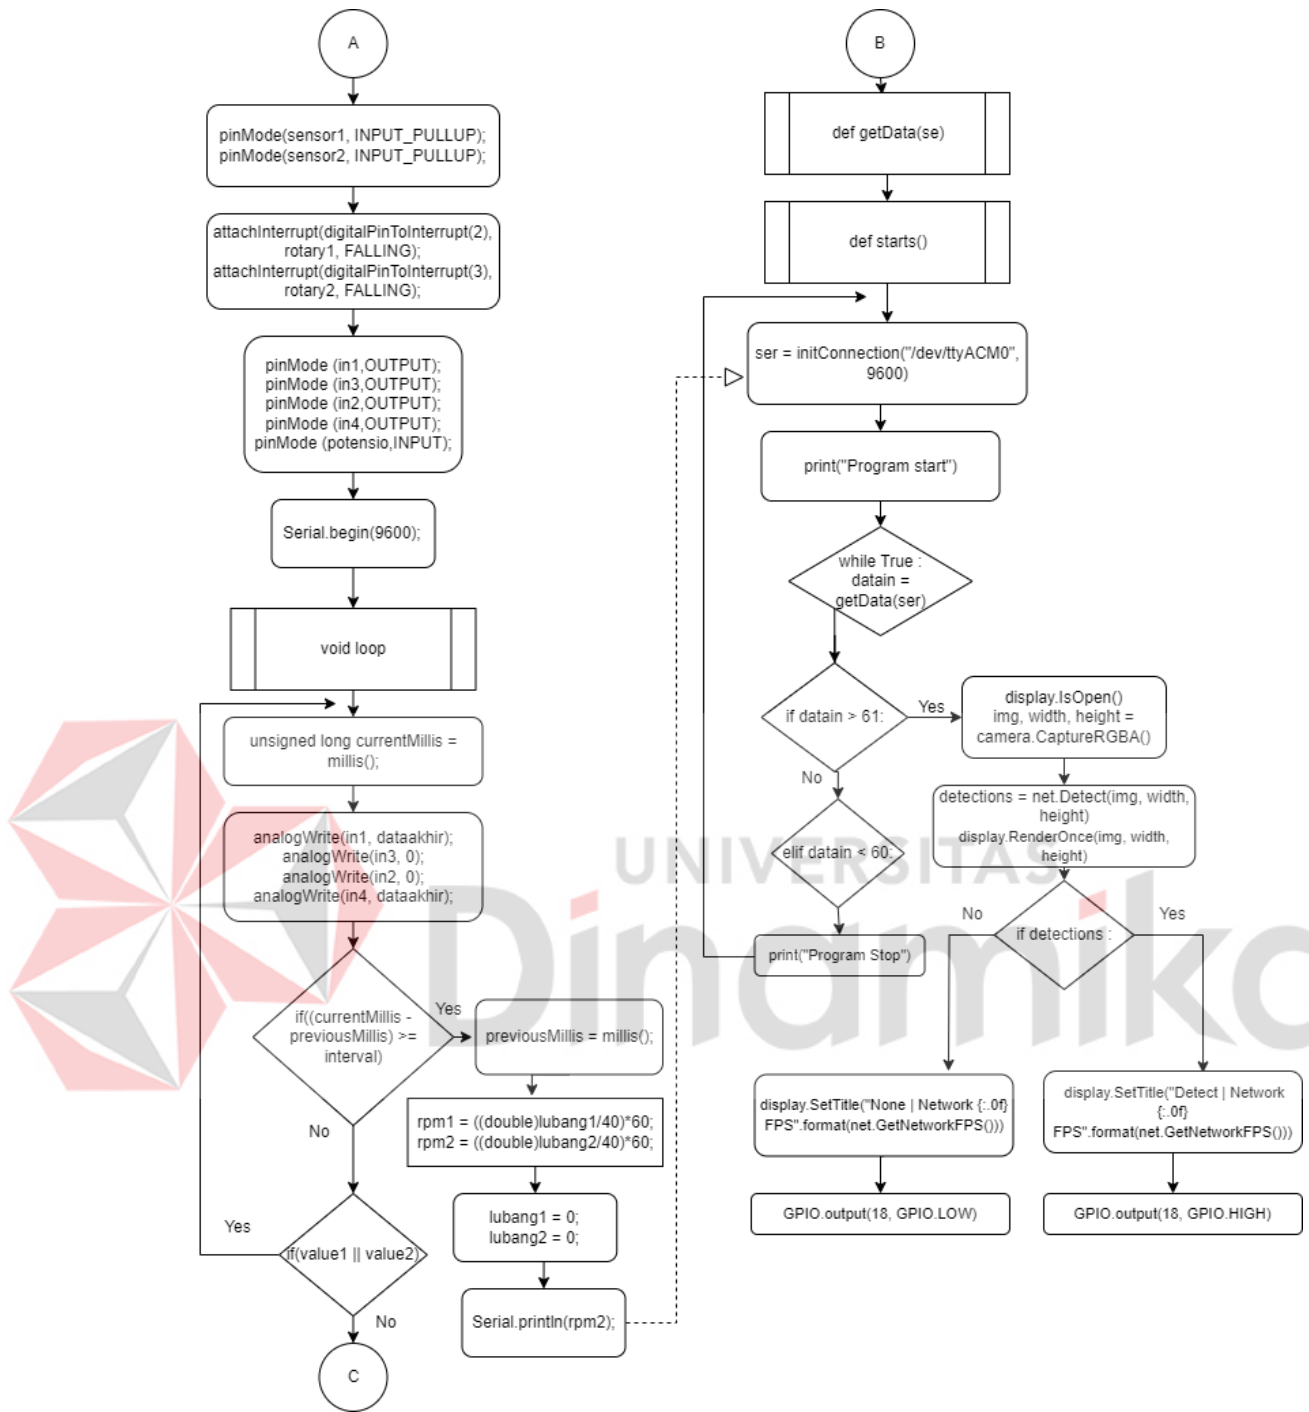 A
pinMode(sensor1, INPUT_PULLUP);
pinMode(sensor2, INPUT_PULLUP);
attachInterrupt(digitalPinToInterrupt(2),
rotary1, FALLING);
attachInterrupt(digitalPinToInterrupt(3),
rotary2, FALLING);
pinMode (in1,OUTPUT);
pinMode (in3,OUTPUT);
pinMode (in2,OUTPUT);
pinMode (in4,OUTPUT);
pinMode (potensio,INPUT);
Serial.begin(9600);
void loop
unsigned long currentMillis =
millis();
analogWrite(in1, dataakhir);
analogWrite(in3, 0);
analogWrite(in2, 0);
analogWrite(in4, dataakhir);
if((currentMillis -
previousMillis) >=
interval)
Yes
previousMillis = millis();
rpm1 = ((double)lubang1/40)*60;
rpm2 = ((double)lubang2/40)*60;
lubang1 = 0;
lubang2 = 0;
Serial.println(rpm2);
No
if(value1 || value2)
Yes
No
C
B
def getData(se)
def starts()
ser = initConnection("/dev/ttyACM0",
9600)
print("Program start")
while True :
datain =
getData(ser)
if datain > 61:
Yes
No
display.IsOpen()
img, width, height =
camera.CaptureRGBA()
detections = net.Detect(img, width,
height)
display.RenderOnce(img, width,
height)
elif datain < 60:
print("Program Stop")
if detections :
No
Yes
display.SetTitle("None | Network {:.0f}
FPS".format(net.GetNetworkFPS()))
GPIO.output(18, GPIO.LOW)
display.SetTitle("Detect | Network
{:.0f}
FPS".format(net.GetNetworkFPS()))
GPIO.output(18, GPIO.HIGH)
UNIVERSITAS
Dinamika